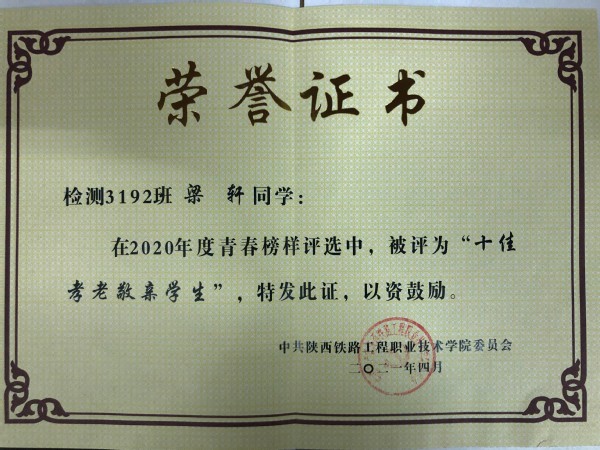 荣誉证书
检测3192班 梁 轩同学：
在2020年度青春榜样评选中，被评为“十佳
孝老敬亲学生”，特发此证，以资鼓励。
中共陕西铁路工程职业技术学院委员会
二〇二一年四月